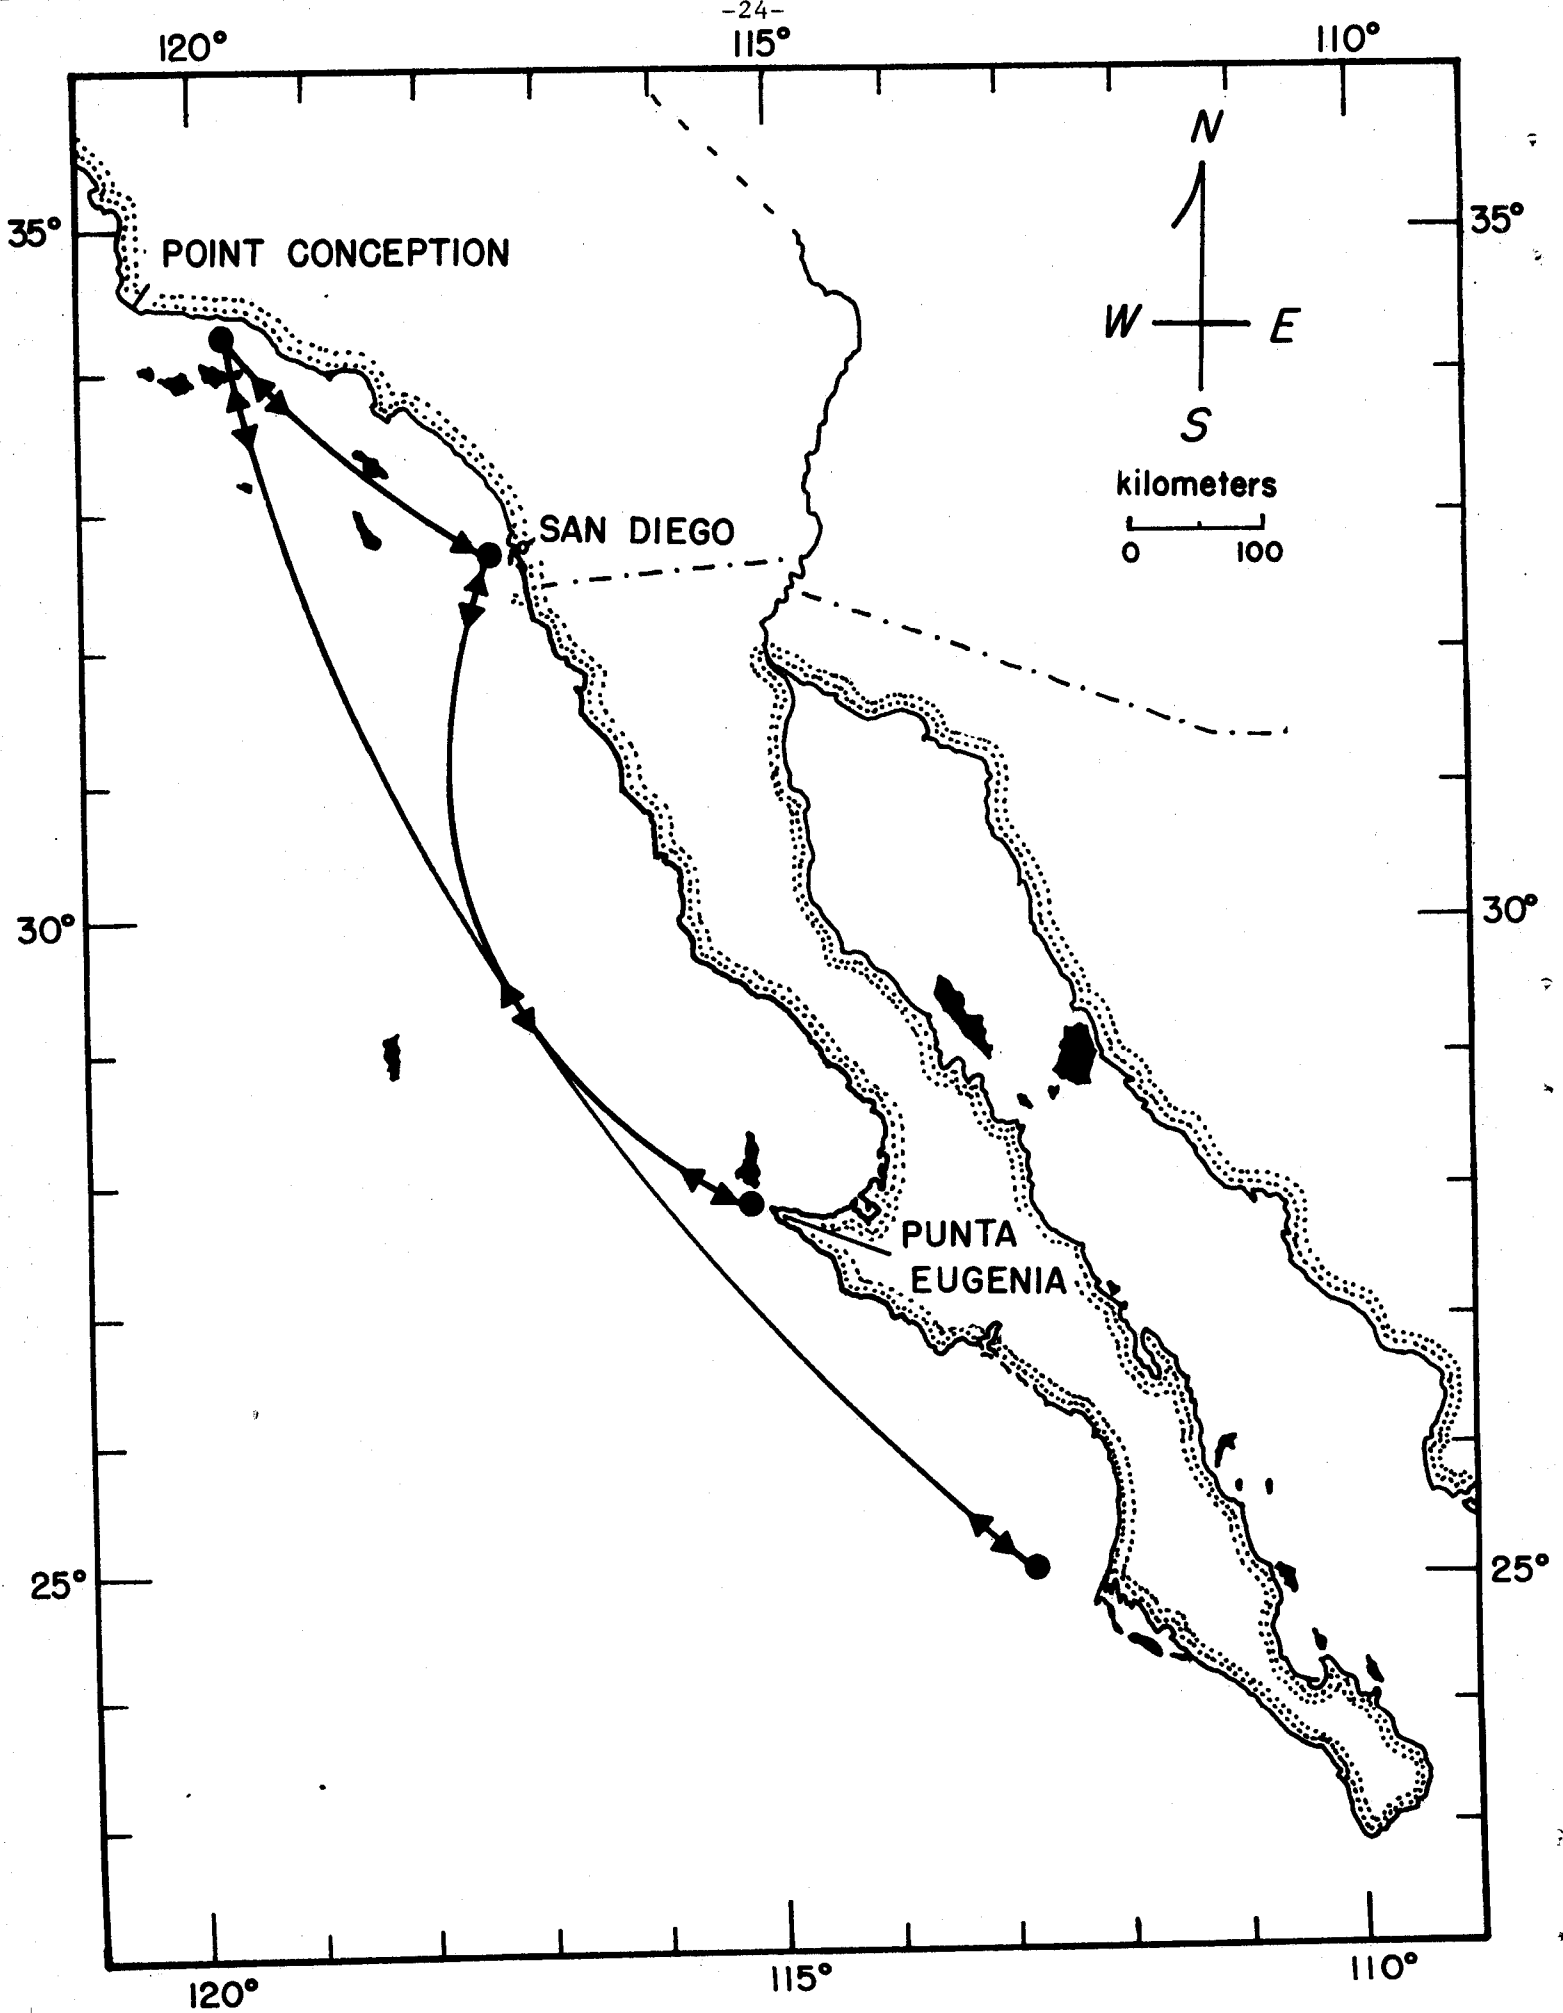 -24-
120° 115° 110°
N
35° 35°
POINT CONCEPTION
W E
S
kilometers
0 100
SAN DIEGO
30° 30°
PUNTA
EUGENIA
25° 25°
120° 115° 110°